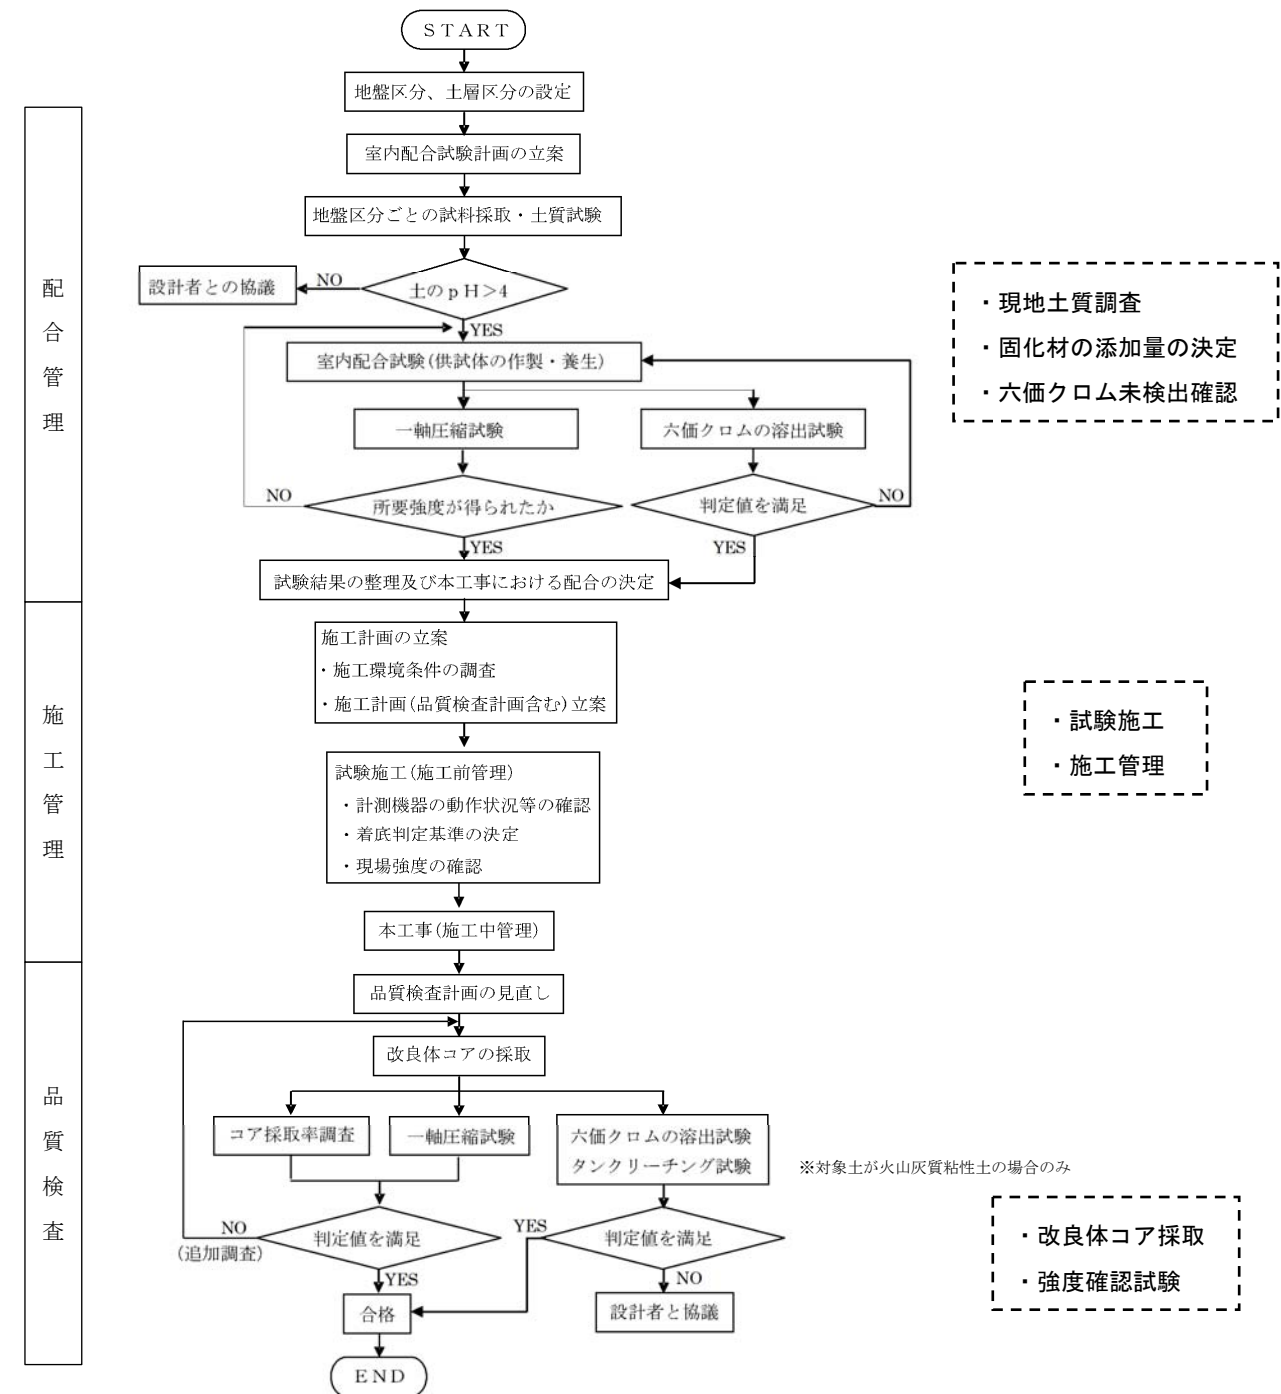 START
地盤区分、土層区分の設定
室内配合試験計画の立案
地盤区分ごとの試料採取・土質試験
土のpH＞4
NO
設計者との協議
YES
室内配合試験(供試体の作製・養生)
一軸圧縮試験
六価クロムの溶出試験
所要強度が得られたか
NO
判定値を満足
NO
YES
YES
試験結果の整理及び本工事における配合の決定
配合管理
・現地土質調査
・固化材の添加量の決定
・六価クロム未検出確認
施工計画の立案
・施工環境条件の調査
・施工計画(品質検査計画含む)立案
試験施工(施工前管理)
・計測機器の動作状況等の確認
・着底判定基準の決定
・現場強度の確認
本工事(施工中管理)
施工管理
・試験施工
・施工管理
品質検査計画の見直し
改良体コアの採取
コア採取率調査
一軸圧縮試験
六価クロムの溶出試験
タンクリーチング試験
※対象土が火山灰質粘性土の場合のみ
判定値を満足
NO
(追加調査)
YES
判定値を満足
YES
NO
合格
設計者と協議
END
品質検査
・改良体コア採取
・強度確認試験